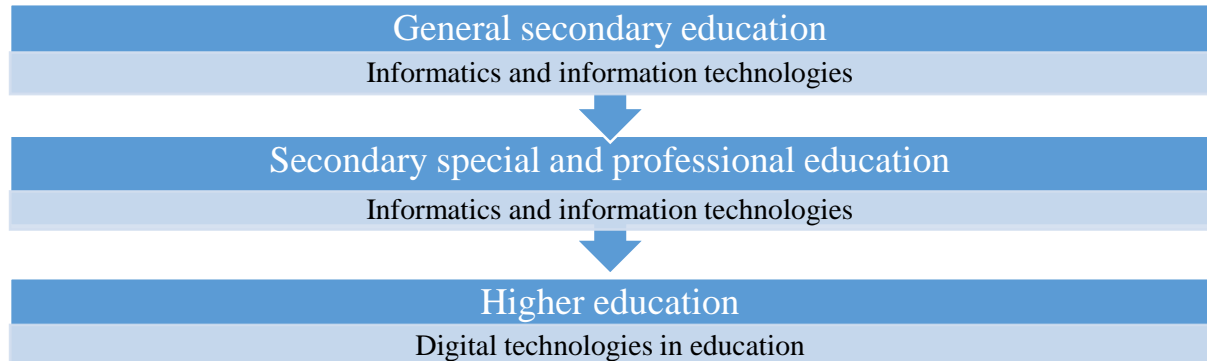 General secondary education
Informatics and information technologies
Secondary special and professional education
Informatics and information technologies
Higher education
Digital technologies in education